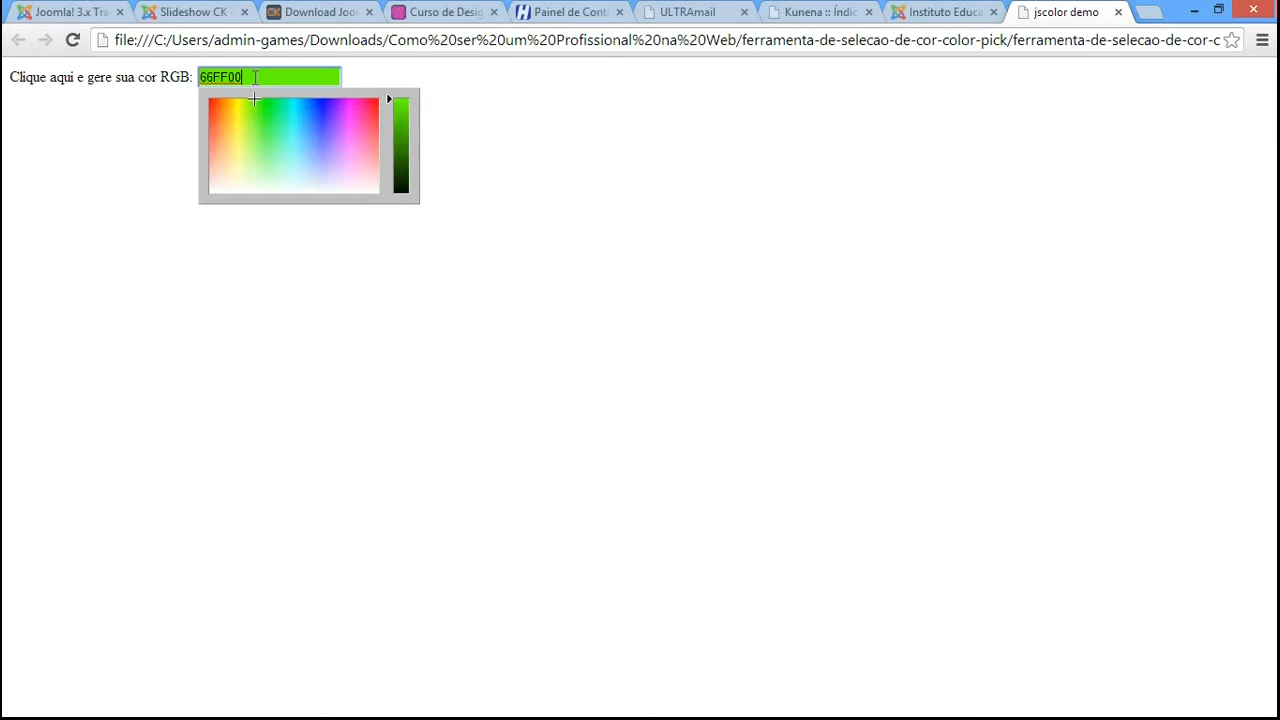 Joomla! 3.x Tra
Slideshow CK -
Download Joo
Curso de Desig
Painel de Cont
ULTRAmail
Kunena :: Índic
Instituto Educa
jscolor demo
file:///C:/Users/admin-games/Downloads/Como%20ser%20um%20Profissional%20na%20Web/ferramenta-de-selecao-de-cor-color-pick/ferramenta-de-selecao-de-cor-c
Clique aqui e gere sua cor RGB: 66FF00